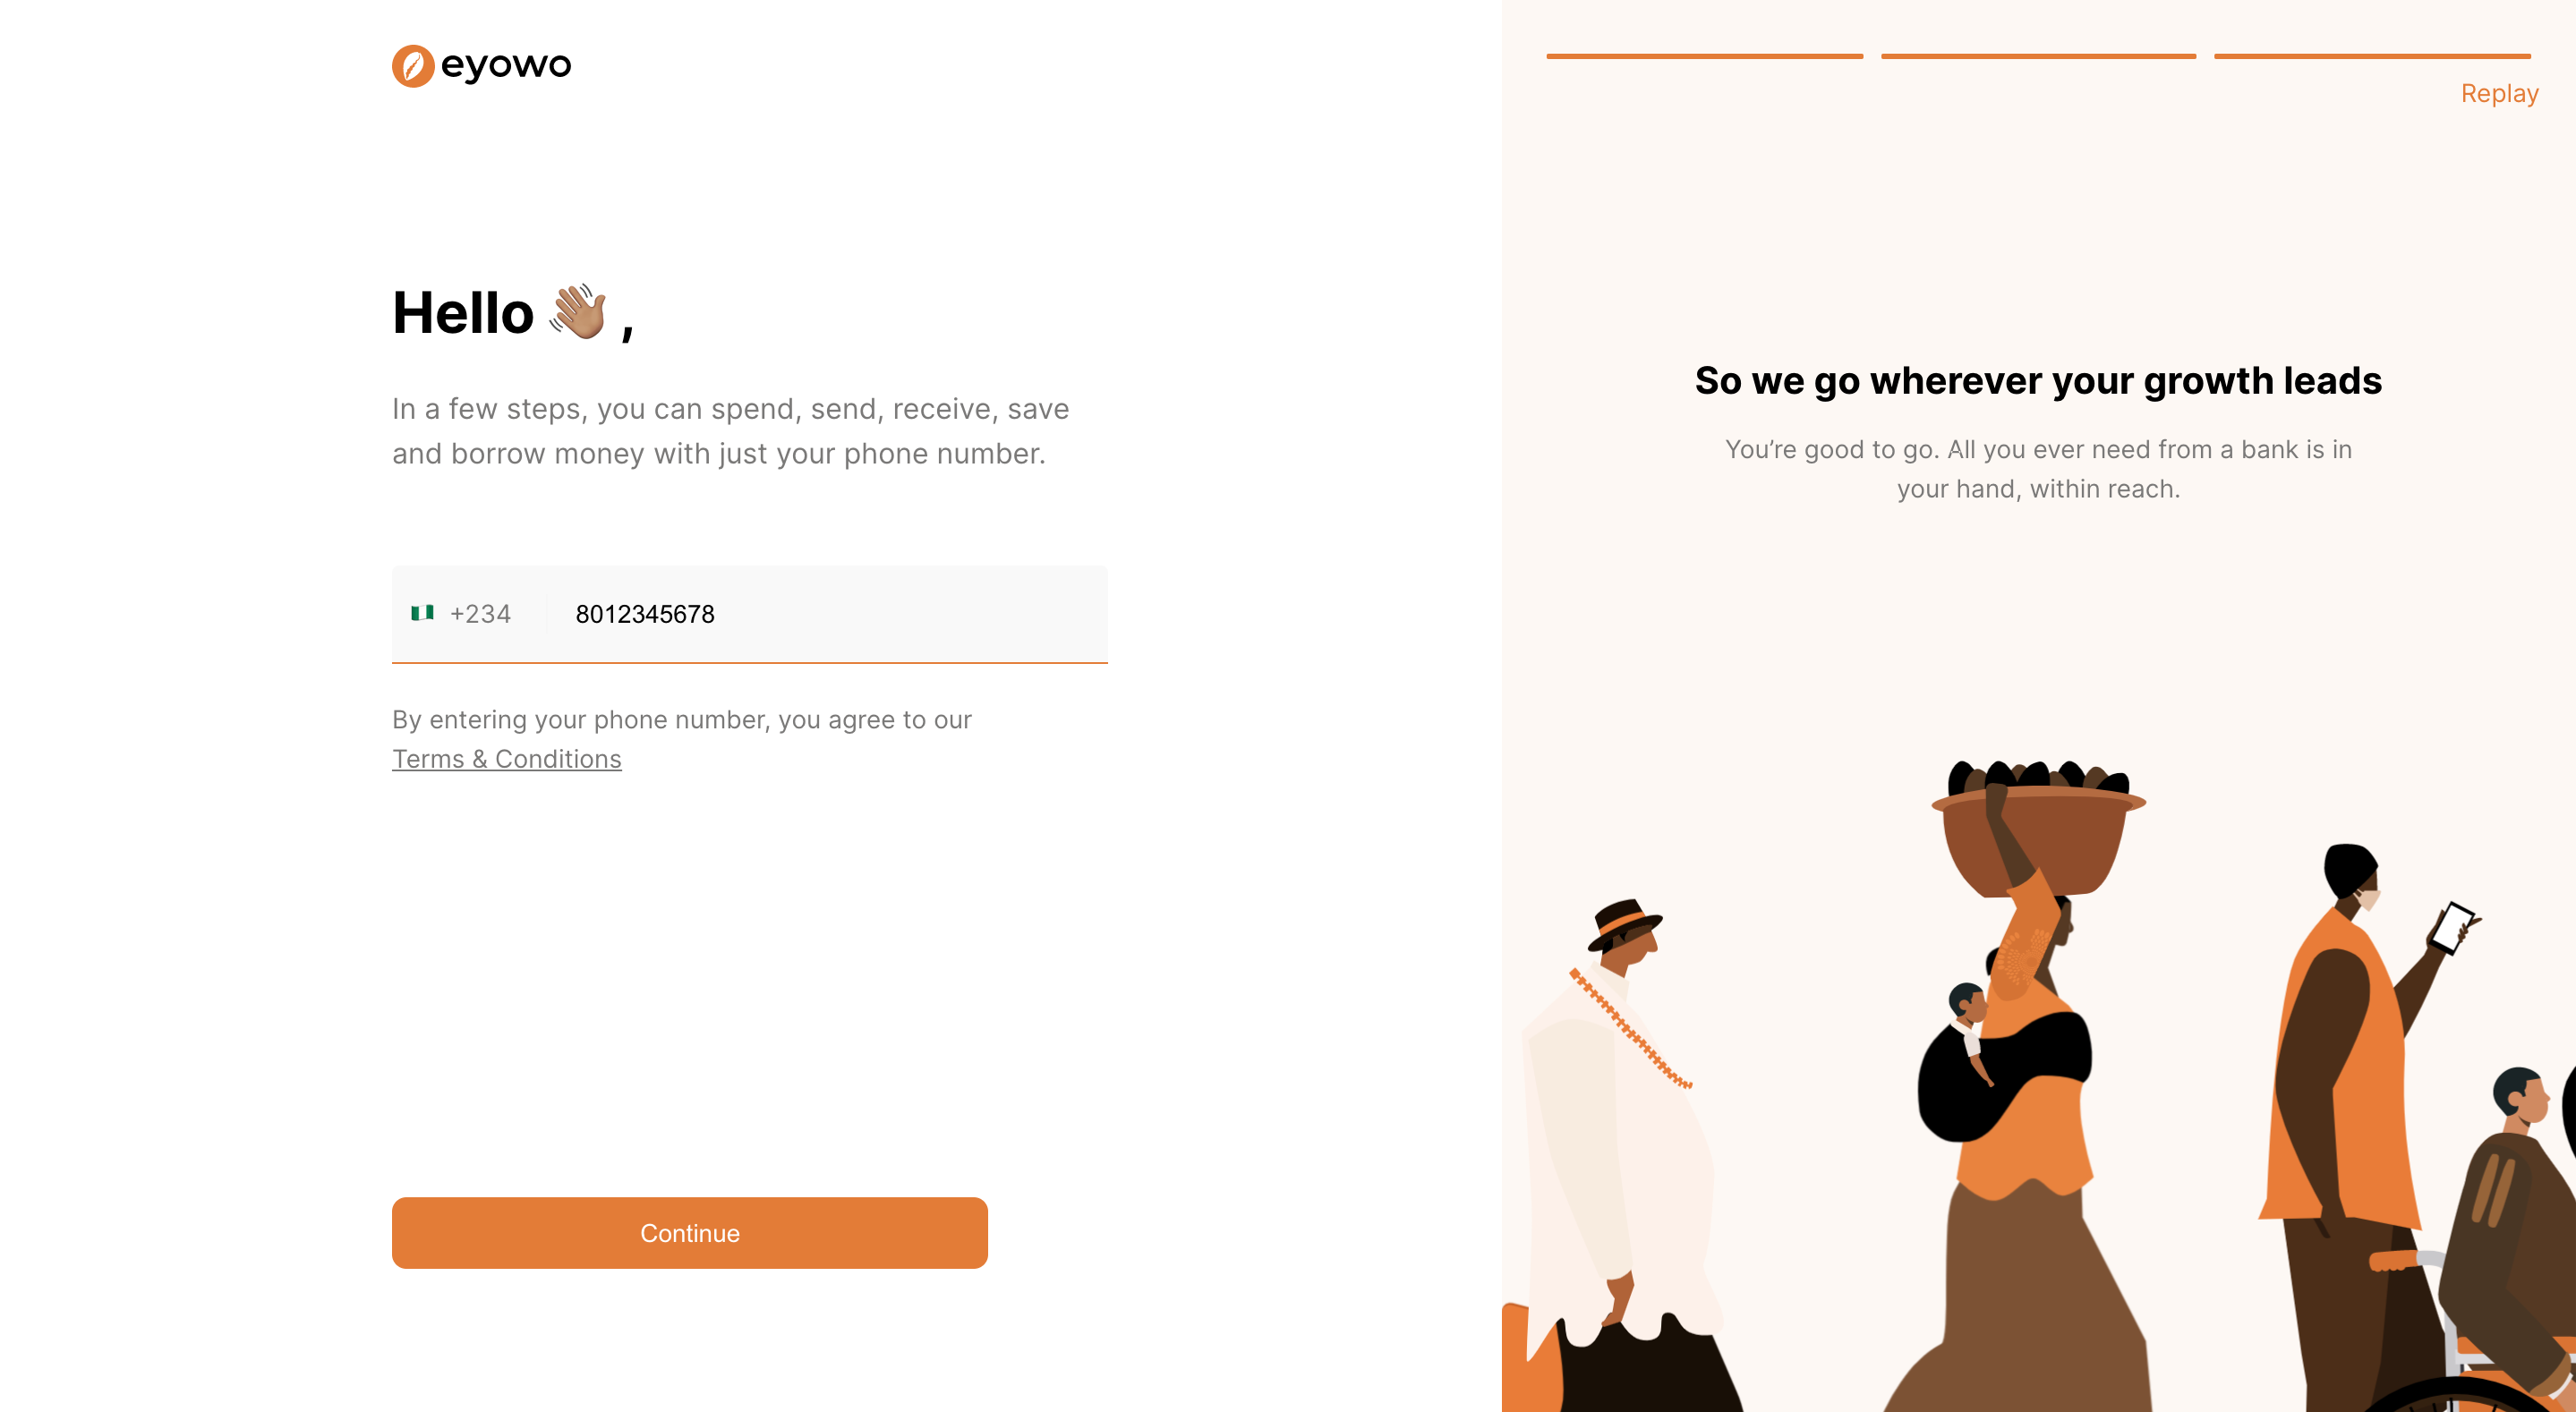 eyowo
Hello 👋🏽 ,
In a few steps, you can spend, send, receive, save
and borrow money with just your phone number.
+234 8012345678
By entering your phone number, you agree to our
Terms & Conditions
Continue
Replay
So we go wherever your growth leads
You’re good to go. All you ever need from a bank is in
your hand, within reach.